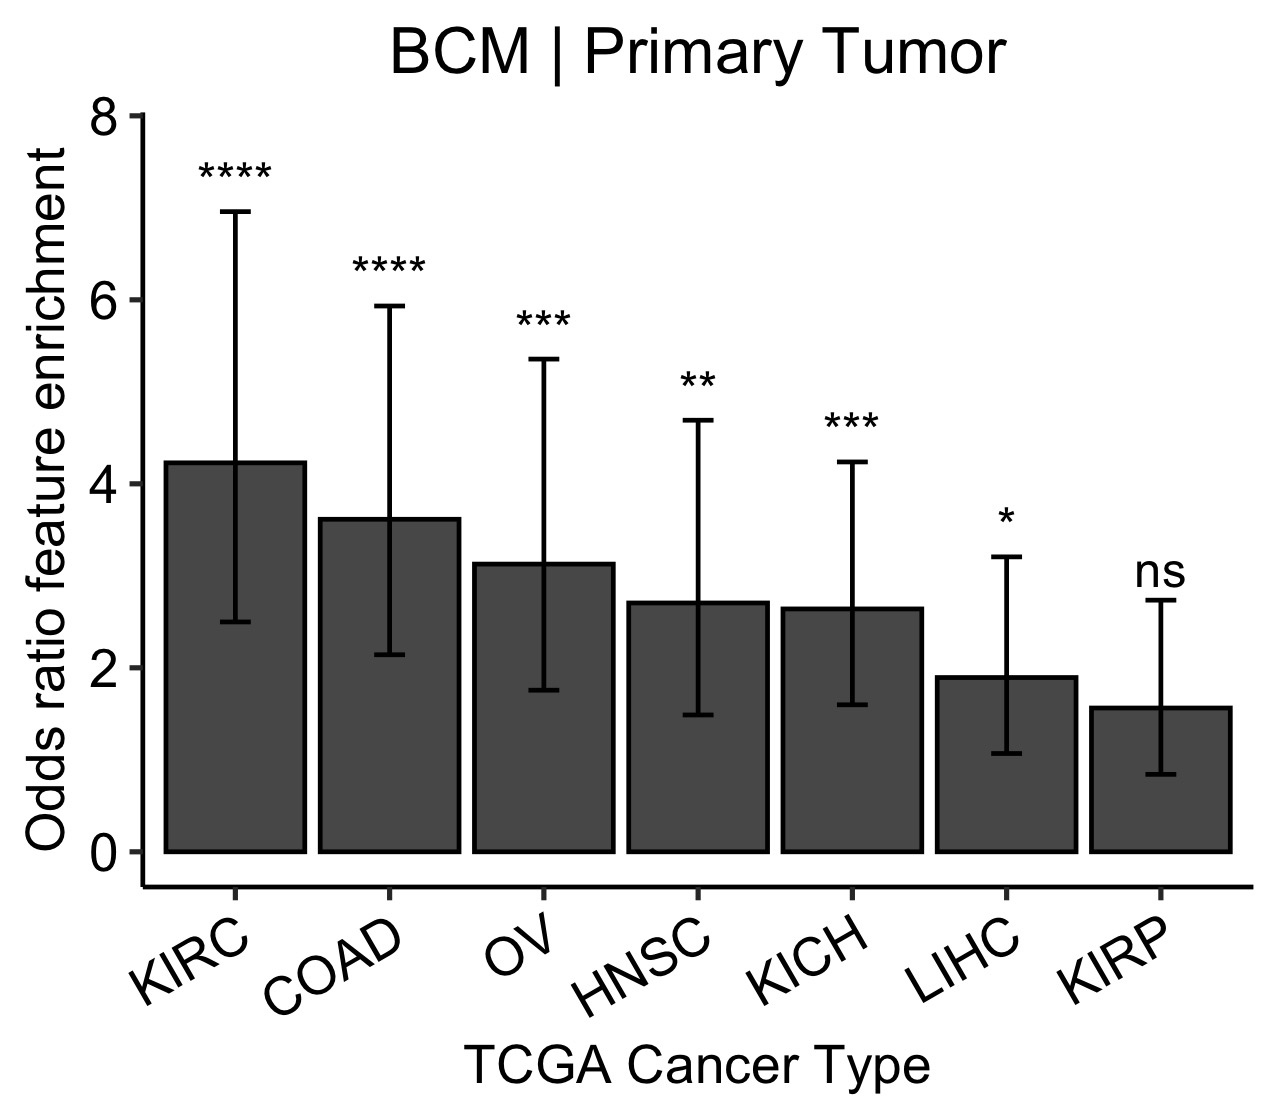 BCM | Primary Tumor
Odds ratio feature enrichment
8
6
4
2
0
****
****
***
**
***
*
ns
KIRC
COAD
OV
HNSC
KICH
LIHC
KIRP
TCGA Cancer Type